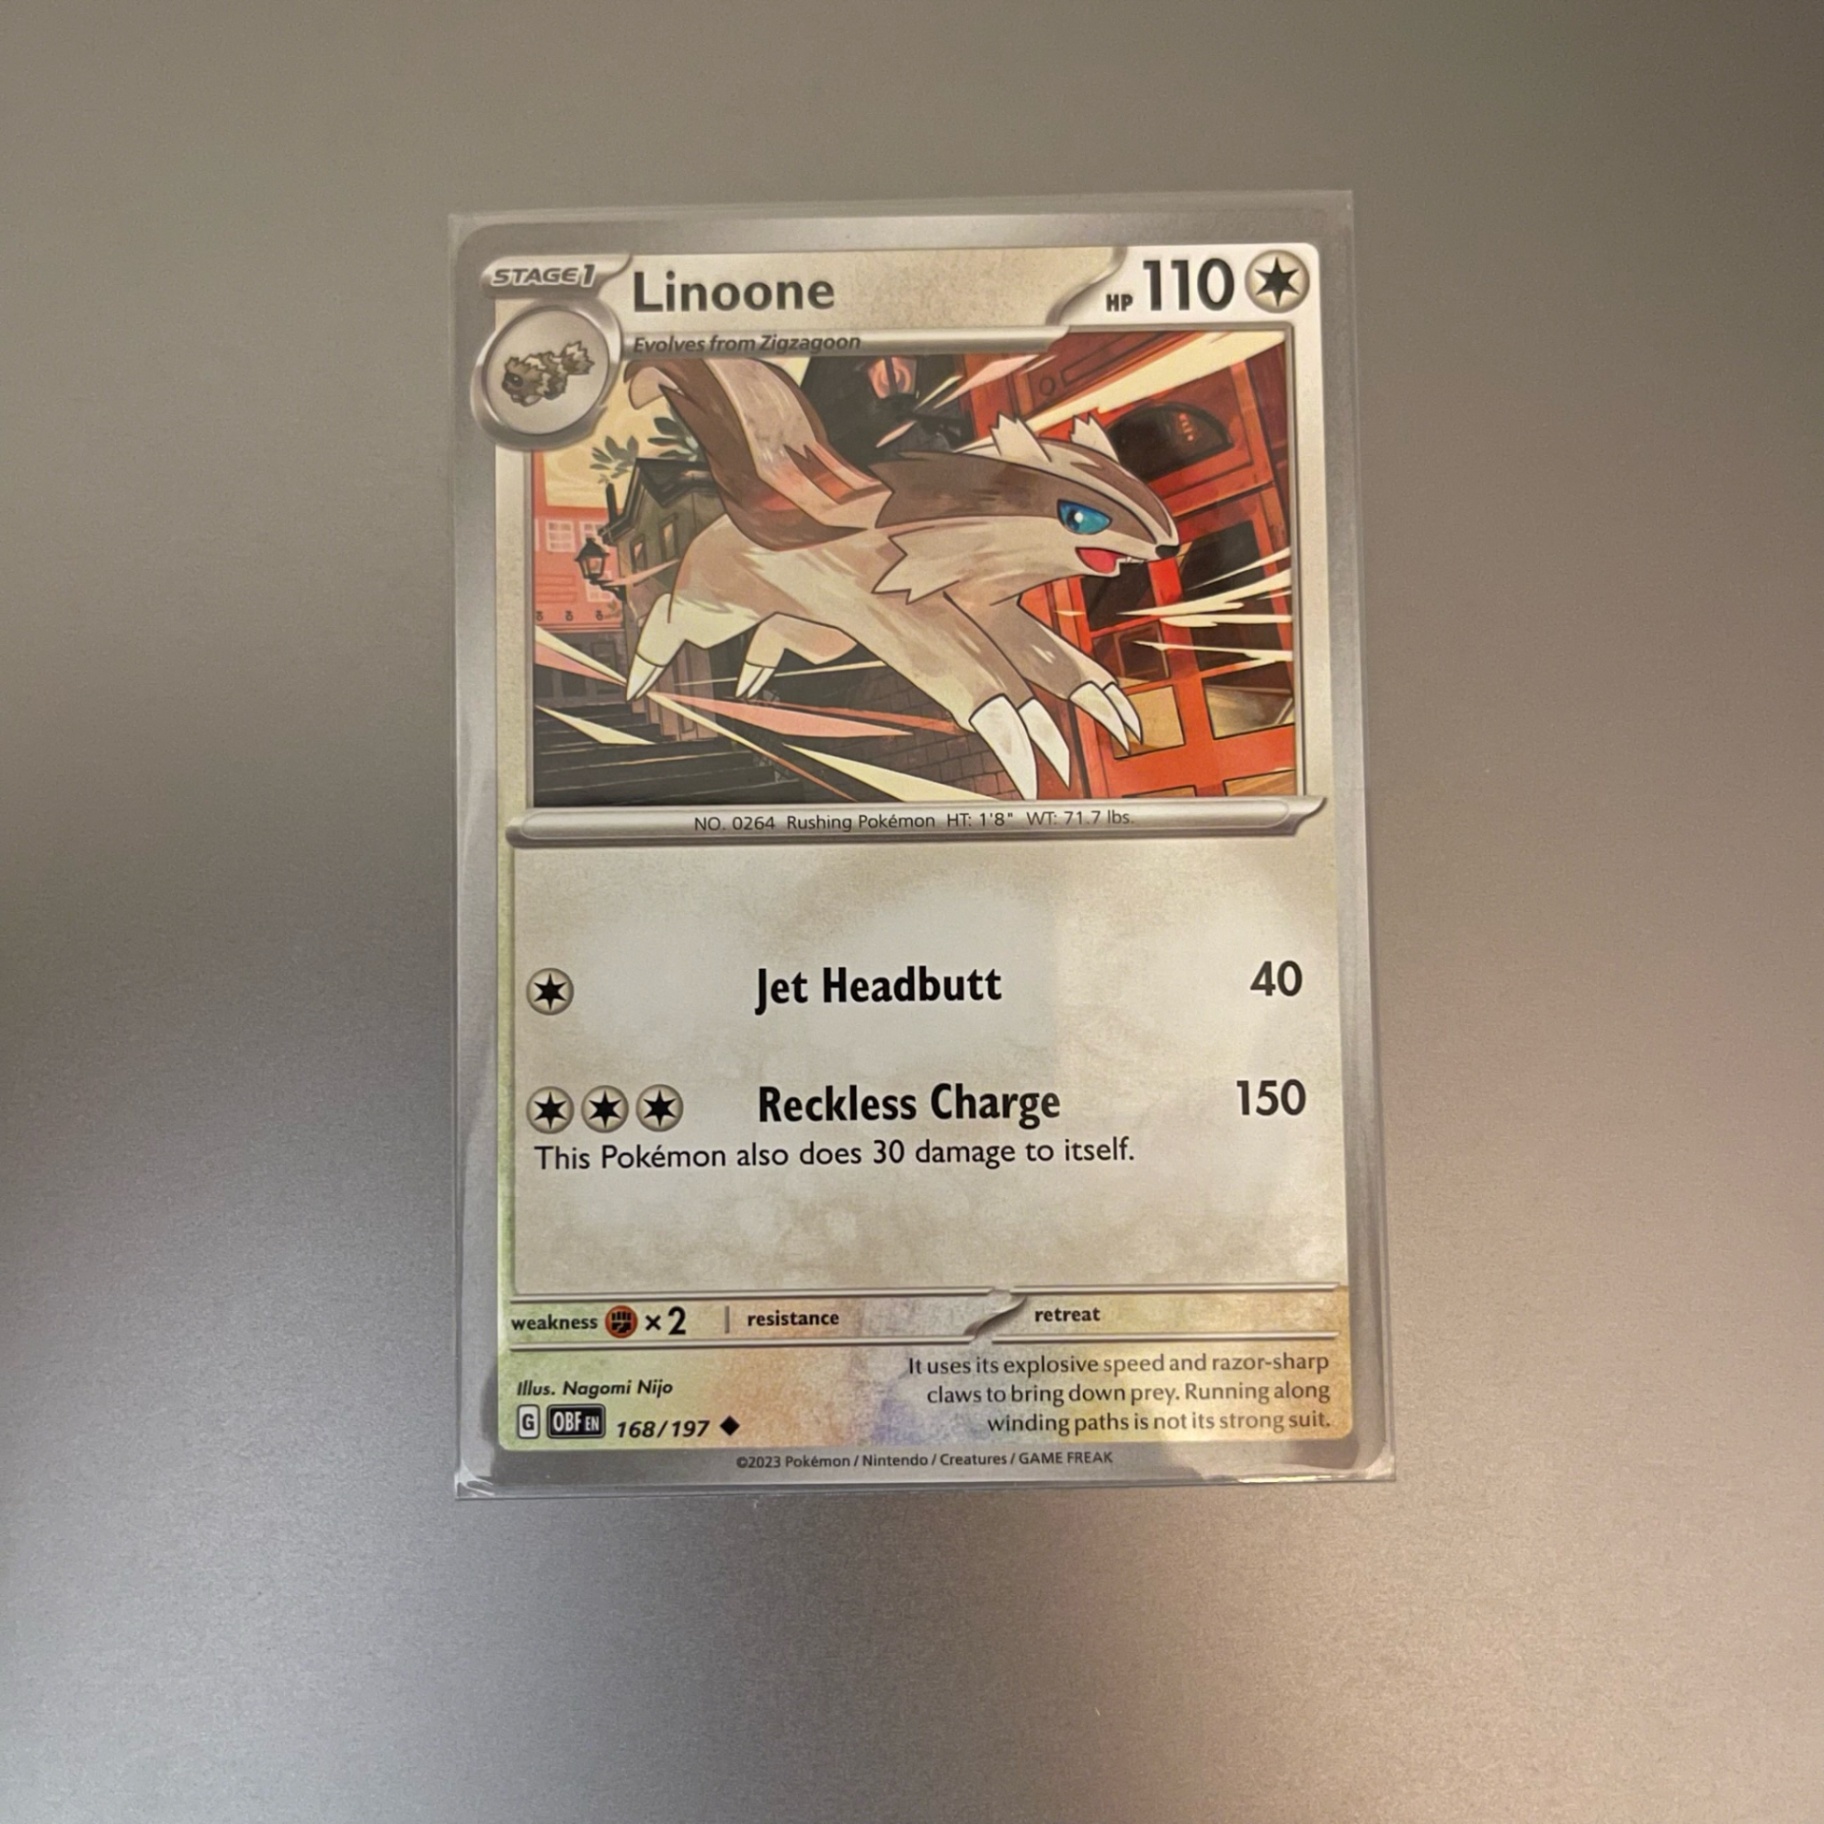 STAGE1
Linoone
HP 110
Evolves from Zigzagoon
NO. 0264 Rushing Pokémon HT: 1'8" WT: 71.7 lbs.
Jet Headbutt 40
Reckless Charge 150
This Pokémon also does 30 damage to itself.
weakness ×2 resistance retreat
It uses its explosive speed and razor-sharp
claws to bring down prey. Running along
winding paths is not its strong suit.
Illus. Nagomi Nijo
G OBF EN 168/197
©2023 Pokémon / Nintendo / Creatures / GAME FREAK